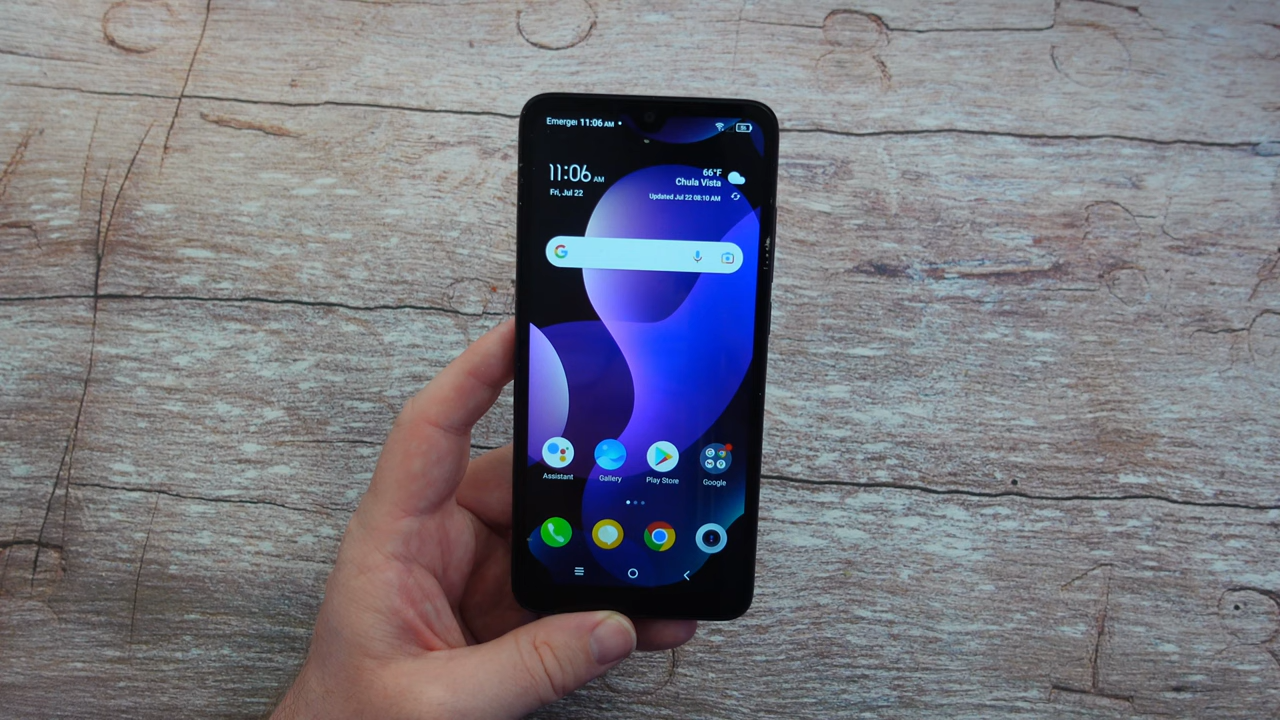 Emerger 11:06 AM •
11:06 AM
Fri, Jul 22
66°F
Chula Vista
Updated Jul 22 08:10 AM
G
Assistant
Gallery
Play Store
Google